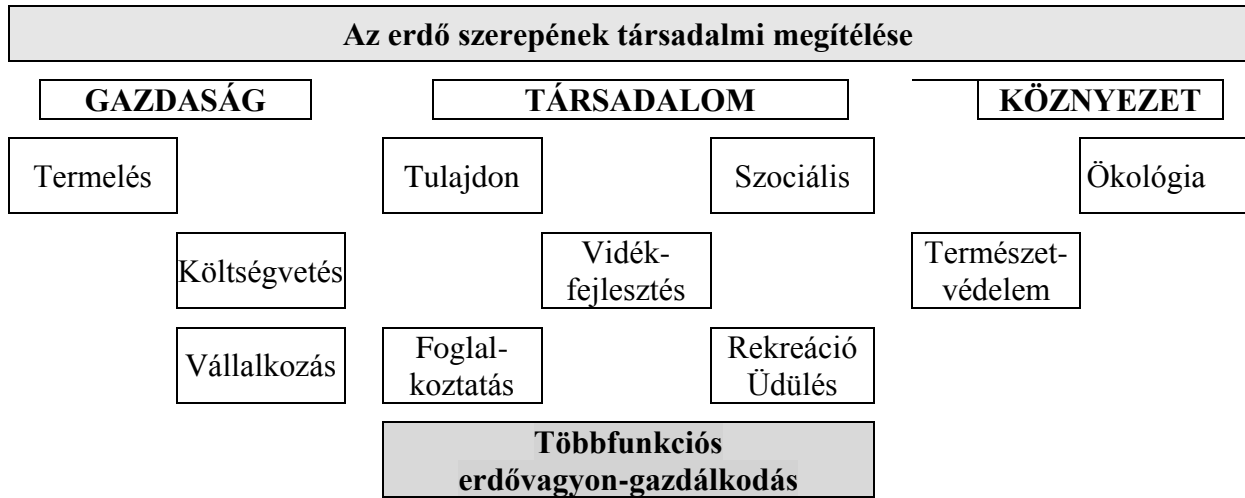 Az erdő szerepének társadalmi megítélése
GAZDASÁG
TÁRSADALOM
KÖZNYEZET
Termelés
Tulajdon
Szociális
Ökológia
Költségvetés
Vidék-
fejlesztés
Természet-
védelem
Vállalkozás
Foglal-
koztatás
Rekreáció
Üdülés
Többfunkciós
erdővagyon-gazdálkodás